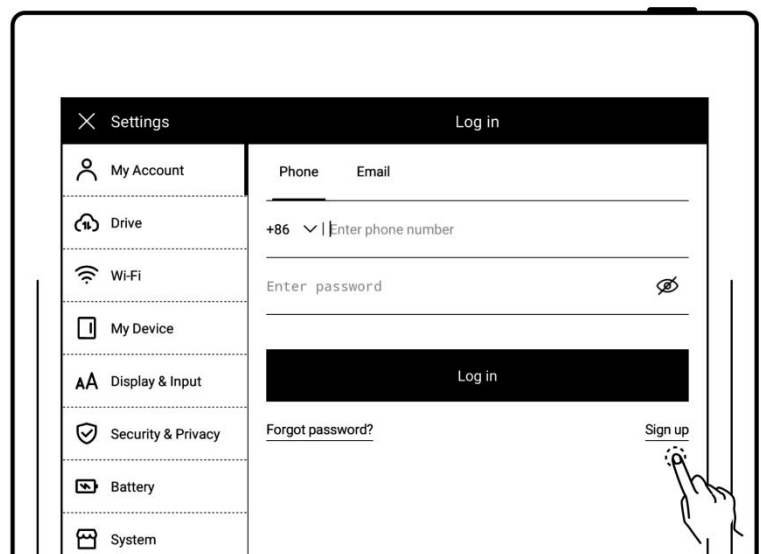 Settings
Log in
My Account
Drive
Wi-Fi
My Device
AA Display & Input
Security & Privacy
Battery
System
Phone Email
+86 Enter phone number
Enter password
Log in
Forgot password? Sign up